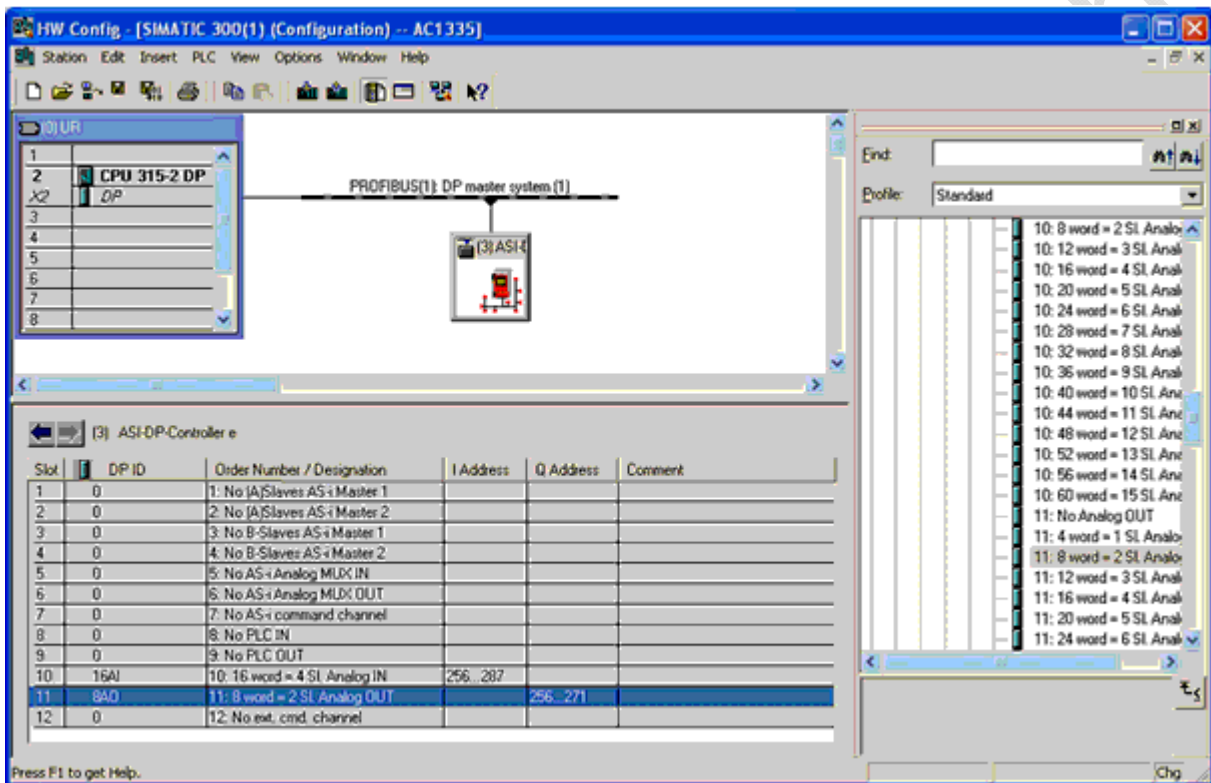 HW Config - [SIMATIC 300(1) (Configuration) -- AC1335]
Station Edit Insert PLC View Options Window Help
(0) UR
1
2 CPU 315-2 DP
X2 DP
3
4
5
6
7
8
PROFIBUS(1): DP master system (1)
(3) ASI-D
Find:
Profile: Standard
10: 8 word = 2 Sl. Analo
10: 12 word = 3 Sl. Anal
10: 16 word = 4 Sl. Anal
10: 20 word = 5 Sl. Anal
10: 24 word = 6 Sl. Anal
10: 28 word = 7 Sl. Anal
10: 32 word = 8 Sl. Anal
10: 36 word = 9 Sl. Anal
10: 40 word = 10 Sl. Ana
10: 44 word = 11 Sl. Ana
10: 48 word = 12 Sl. Ana
10: 52 word = 13 Sl. Ana
10: 56 word = 14 Sl. Ana
10: 60 word = 15 Sl. Ana
11: No Analog OUT
11: 4 word = 1 Sl. Analo
11: 8 word = 2 Sl. Analo
11: 12 word = 3 Sl. Anal
11: 16 word = 4 Sl. Anal
11: 20 word = 5 Sl. Anal
11: 24 word = 6 Sl. Anal
(3) ASI-DP-Controller e
Slot DP ID Order Number / Designation I Address Q Address Comment
1 0 1: No (A)Slaves AS-i Master 1
2 0 2: No (A)Slaves AS-i Master 2
3 0 3: No B-Slaves AS-i Master 1
4 0 4: No B-Slaves AS-i Master 2
5 0 5: No AS-i Analog MUX IN
6 0 6: No AS-i Analog MUX OUT
7 0 7: No AS-i command channel
8 0 8: No PLC IN
9 0 9: No PLC OUT
10 16AI 10: 16 word = 4 Sl. Analog IN 256...287
11 8AO 11: 8 word = 2 Sl. Analog OUT 256...271
12 0 12: No ext. cmd. channel
Press F1 to get Help.
Chg